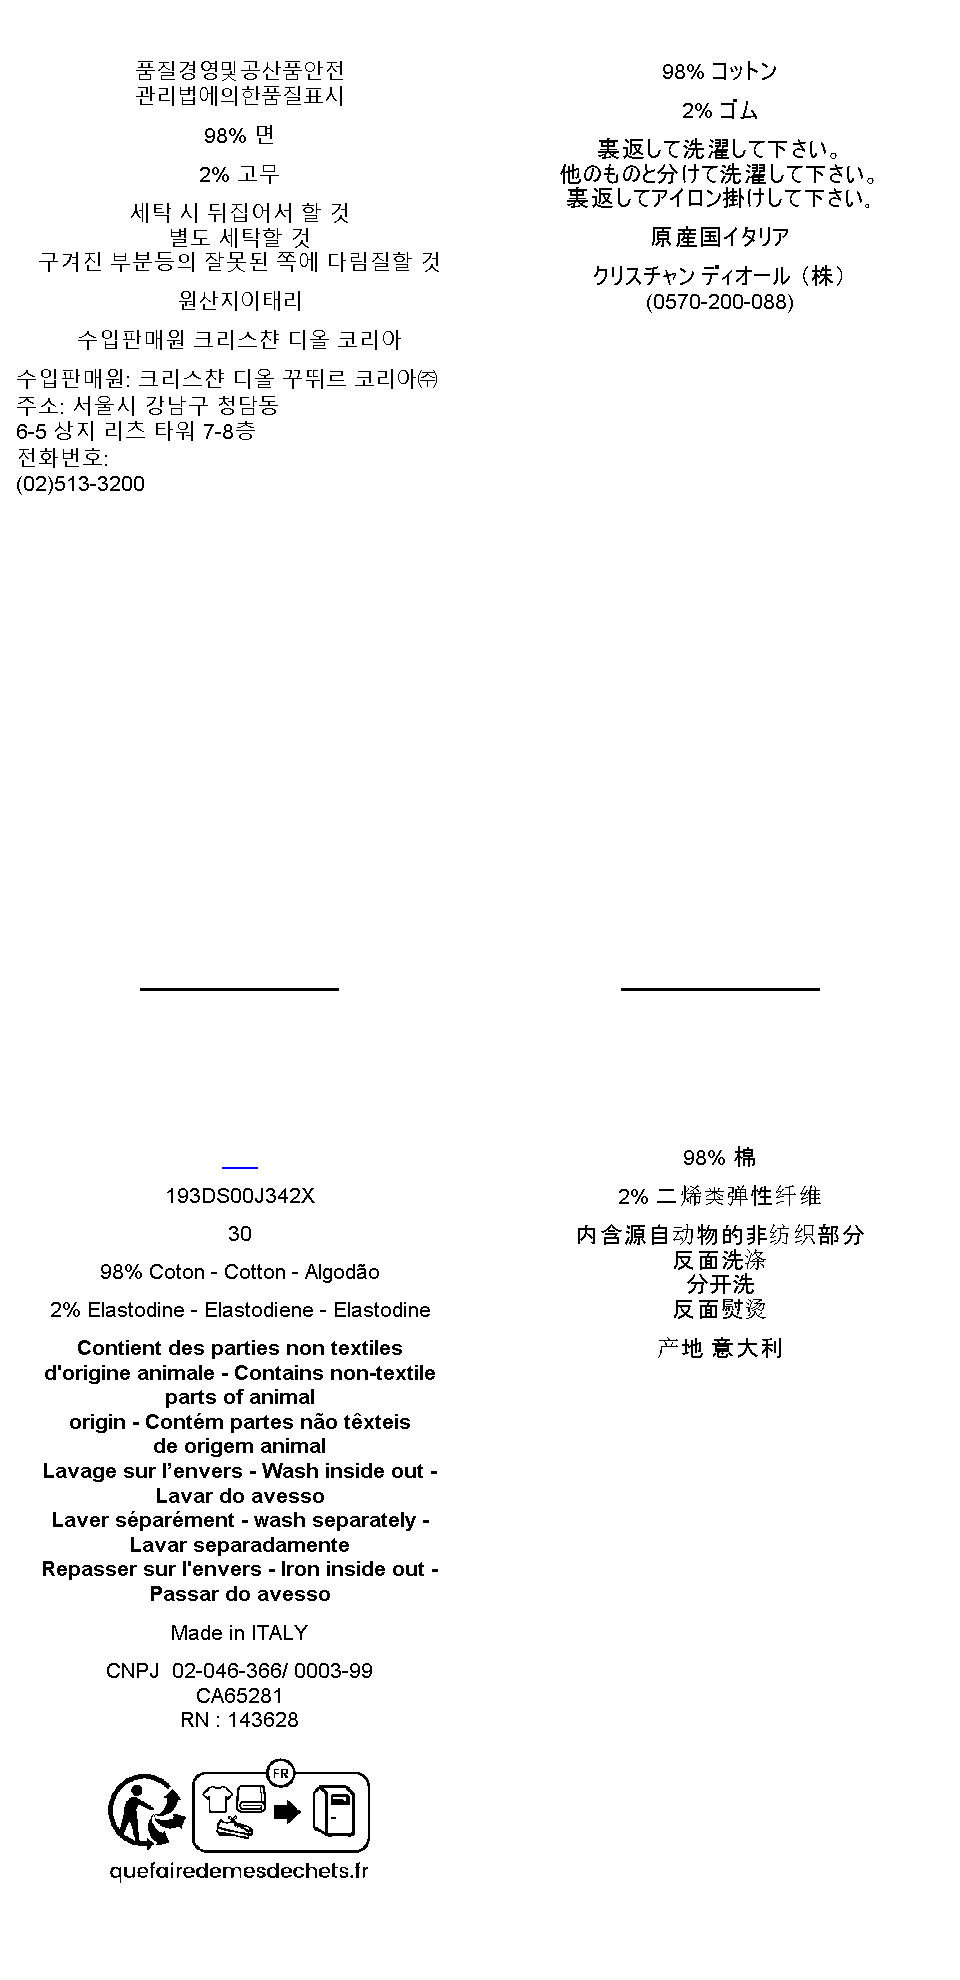 품질경영및공산품안전
관리법에의한품질표시
98% 면
2% 고무
세탁 시 뒤집어서 할 것
별도 세탁할 것
구겨진 부분등의 잘못된 쪽에 다림질할 것
원산지이태리
수입판매원 크리스챤 디올 코리아
수입판매원: 크리스챤 디올 꾸뛰르 코리아㈜
주소: 서울시 강남구 청담동
6-5 상지 리츠 타워 7-8층
전화번호:
(02)513-3200
98% コットン
2% ゴム
裏返して洗濯して下さい。
他のものと分けて洗濯して下さい。
裏返してアイロン掛けして下さい。
原産国イタリア
クリスチャン ディオール（株）
(0570-200-088)
193DS00J342X
30
98% Coton - Cotton - Algodão
2% Elastodine - Elastodiene - Elastodine
Contient des parties non textiles
d'origine animale - Contains non-textile
parts of animal
origin - Contém partes não têxteis
de origem animal
Lavage sur l’envers - Wash inside out -
Lavar do avesso
Laver séparément - wash separately -
Lavar separadamente
Repasser sur l'envers - Iron inside out -
Passar do avesso
Made in ITALY
CNPJ  02-046-366/ 0003-99
CA65281
RN : 143628
FR
quefairedemesdechets.fr
98% 棉
2% 二烯类弹性纤维
内含源自动物的非纺织部分
反面洗涤
分开洗
反面熨烫
产地 意大利